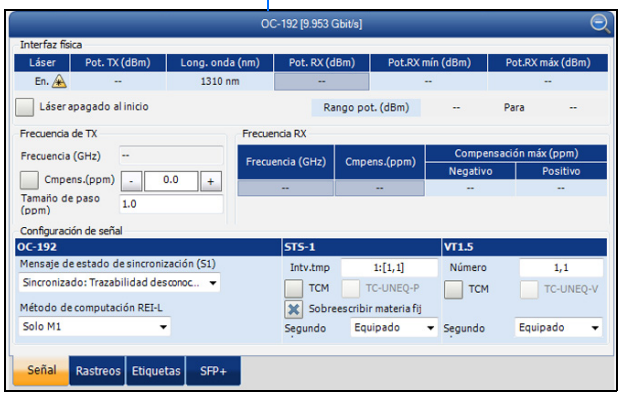 OC-192 [9.953 Gbit/s]
Interfaz física
Láser Pot. TX (dBm) Long. onda (nm) Pot. RX (dBm) Pot.RX mín (dBm) Pot.RX máx (dBm)
En. -- 1310 nm -- -- --
Láser apagado al inicio Rango pot. (dBm) -- Para --
Frecuencia de TX Frecuencia RX
Frecuencia (GHz) --
Frecuencia (GHz) Cmpens.(ppm) Compensación máx (ppm)
Negativo Positivo
Cmpens.(ppm) - 0.0 + -- -- -- --
Tamaño de paso (ppm) 1.0
Configuración de señal
OC-192 STS-1 VT1.5
Mensaje de estado de sincronización (S1) Intv.tmp 1:[1,1] Número 1,1
Sincronizado: Trazabilidad desconoc... TCM TC-UNEQ-P TCM TC-UNEQ-V
Método de computación REI-L Sobreescribir materia fij
Solo M1 Segundo Equipado Segundo Equipado
Señal Rastreos Etiquetas SFP+